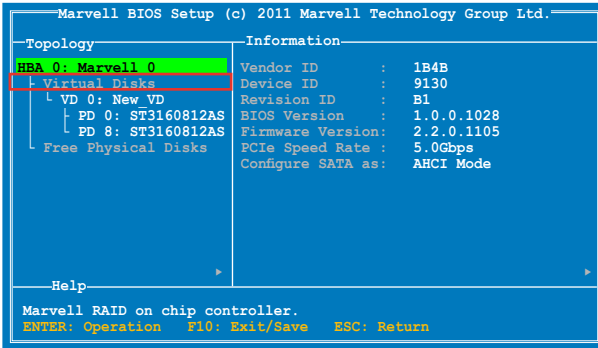 Marvell BIOS Setup (c) 2011 Marvell Technology Group Ltd.
Topology
HBA 0: Marvell 0
Virtual Disks
VD 0: New_VD
PD 0: ST3160812AS
PD 8: ST3160812AS
Free Physical Disks
Information
Vendor ID : 1B4B
Device ID : 9130
Revision ID : B1
BIOS Version : 1.0.0.1028
Firmware Version: 2.2.0.1105
PCIe Speed Rate : 5.0Gbps
Configure SATA as: AHCI Mode
Help
Marvell RAID on chip controller.
ENTER: Operation F10: Exit/Save ESC: Return